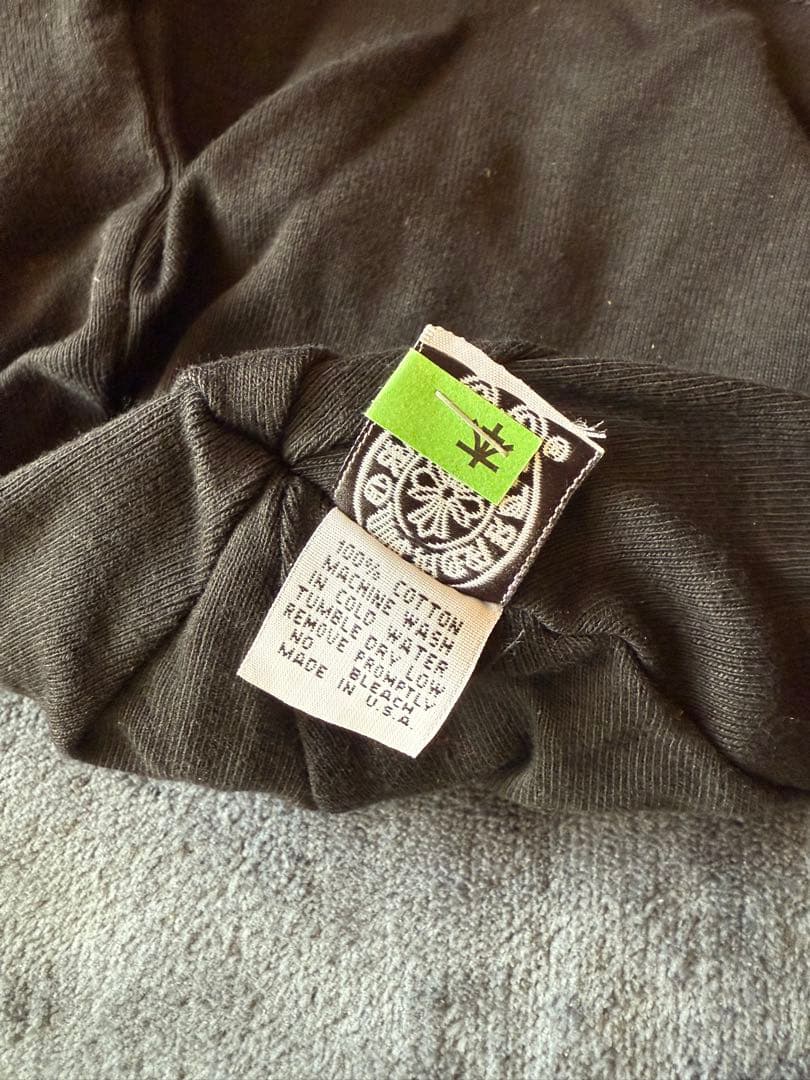 100% COTTON
MACHINE WASH
IN COLD WATER
TUMBLE DRY LOW
REMOVE PROMPTLY
NO BLEACH
MADE IN U.S.A.